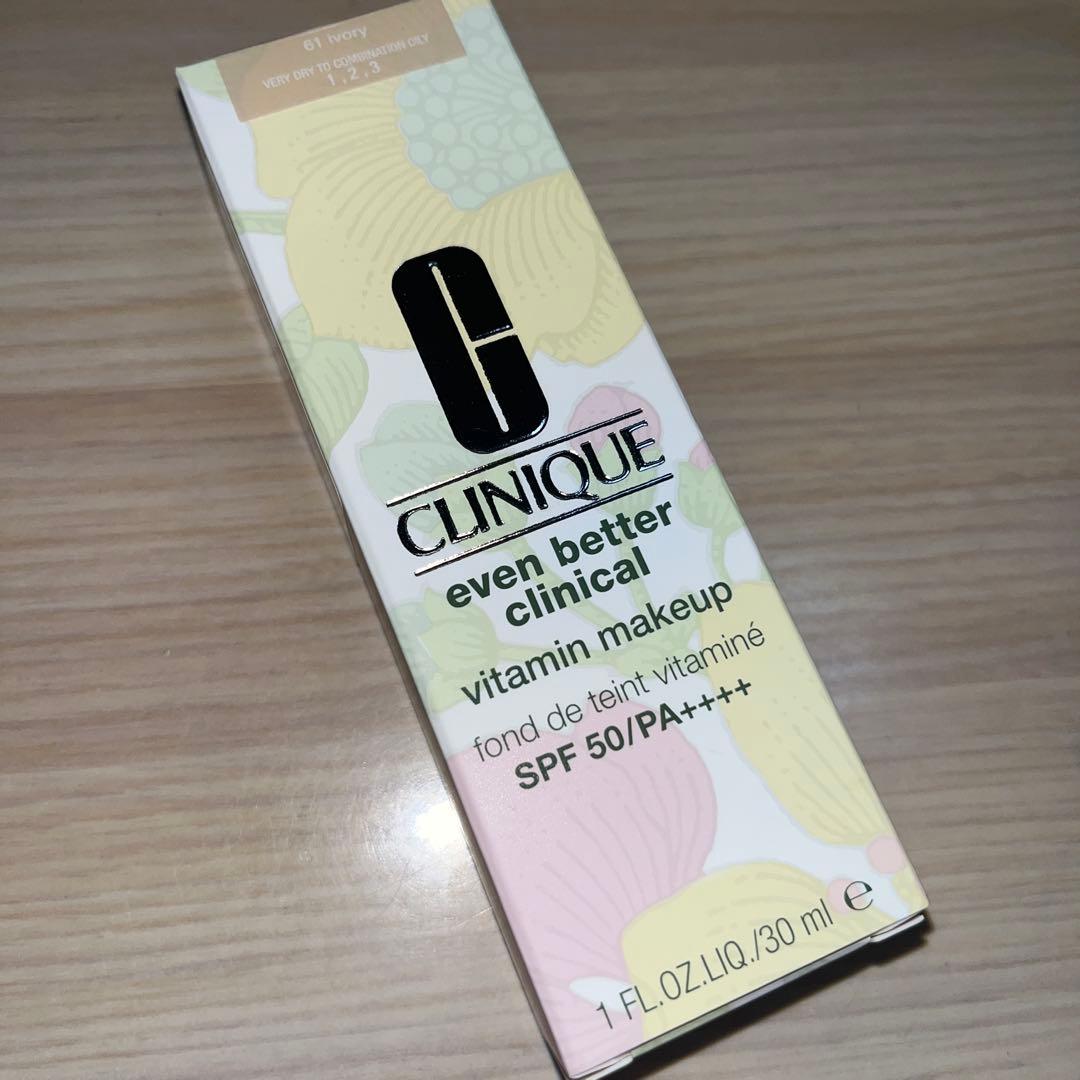 61 ivory
VERY DRY TO COMBINATION OILY
1,2,3
CLINIQUE
even better
clinical
vitamin makeup
fond de teint vitaminé
SPF 50/PA++++
1 FL.OZ.LIQ./30 ml ℮